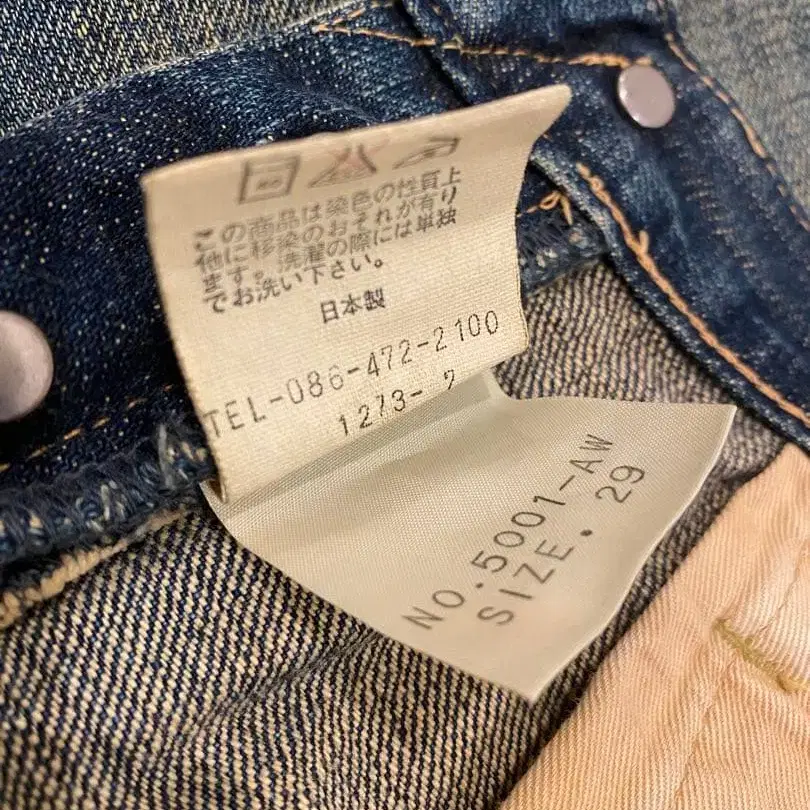 この商品は染色の性質上
他に移染のおそれが有り
ます。洗濯の際には単独
でお洗い下さい。
日本製
TEL-086-472-2100
1273-
NO.5001-AW
SIZE.29